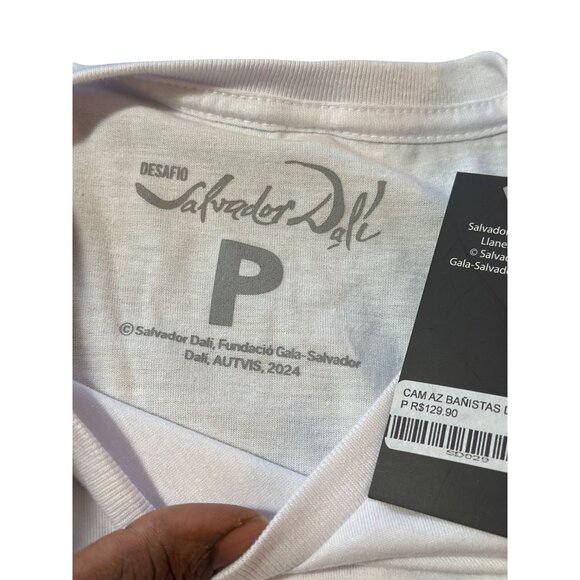 DESAFIO
Salvador Dalí
P
© Salvador Dalí, Fundació Gala-Salvador
Dalí, AUTVIS, 2024
Salvador
Llane
© Salvad
Gala-Salvad
CAM AZ BAÑISTAS D
P R$129.90
SD029